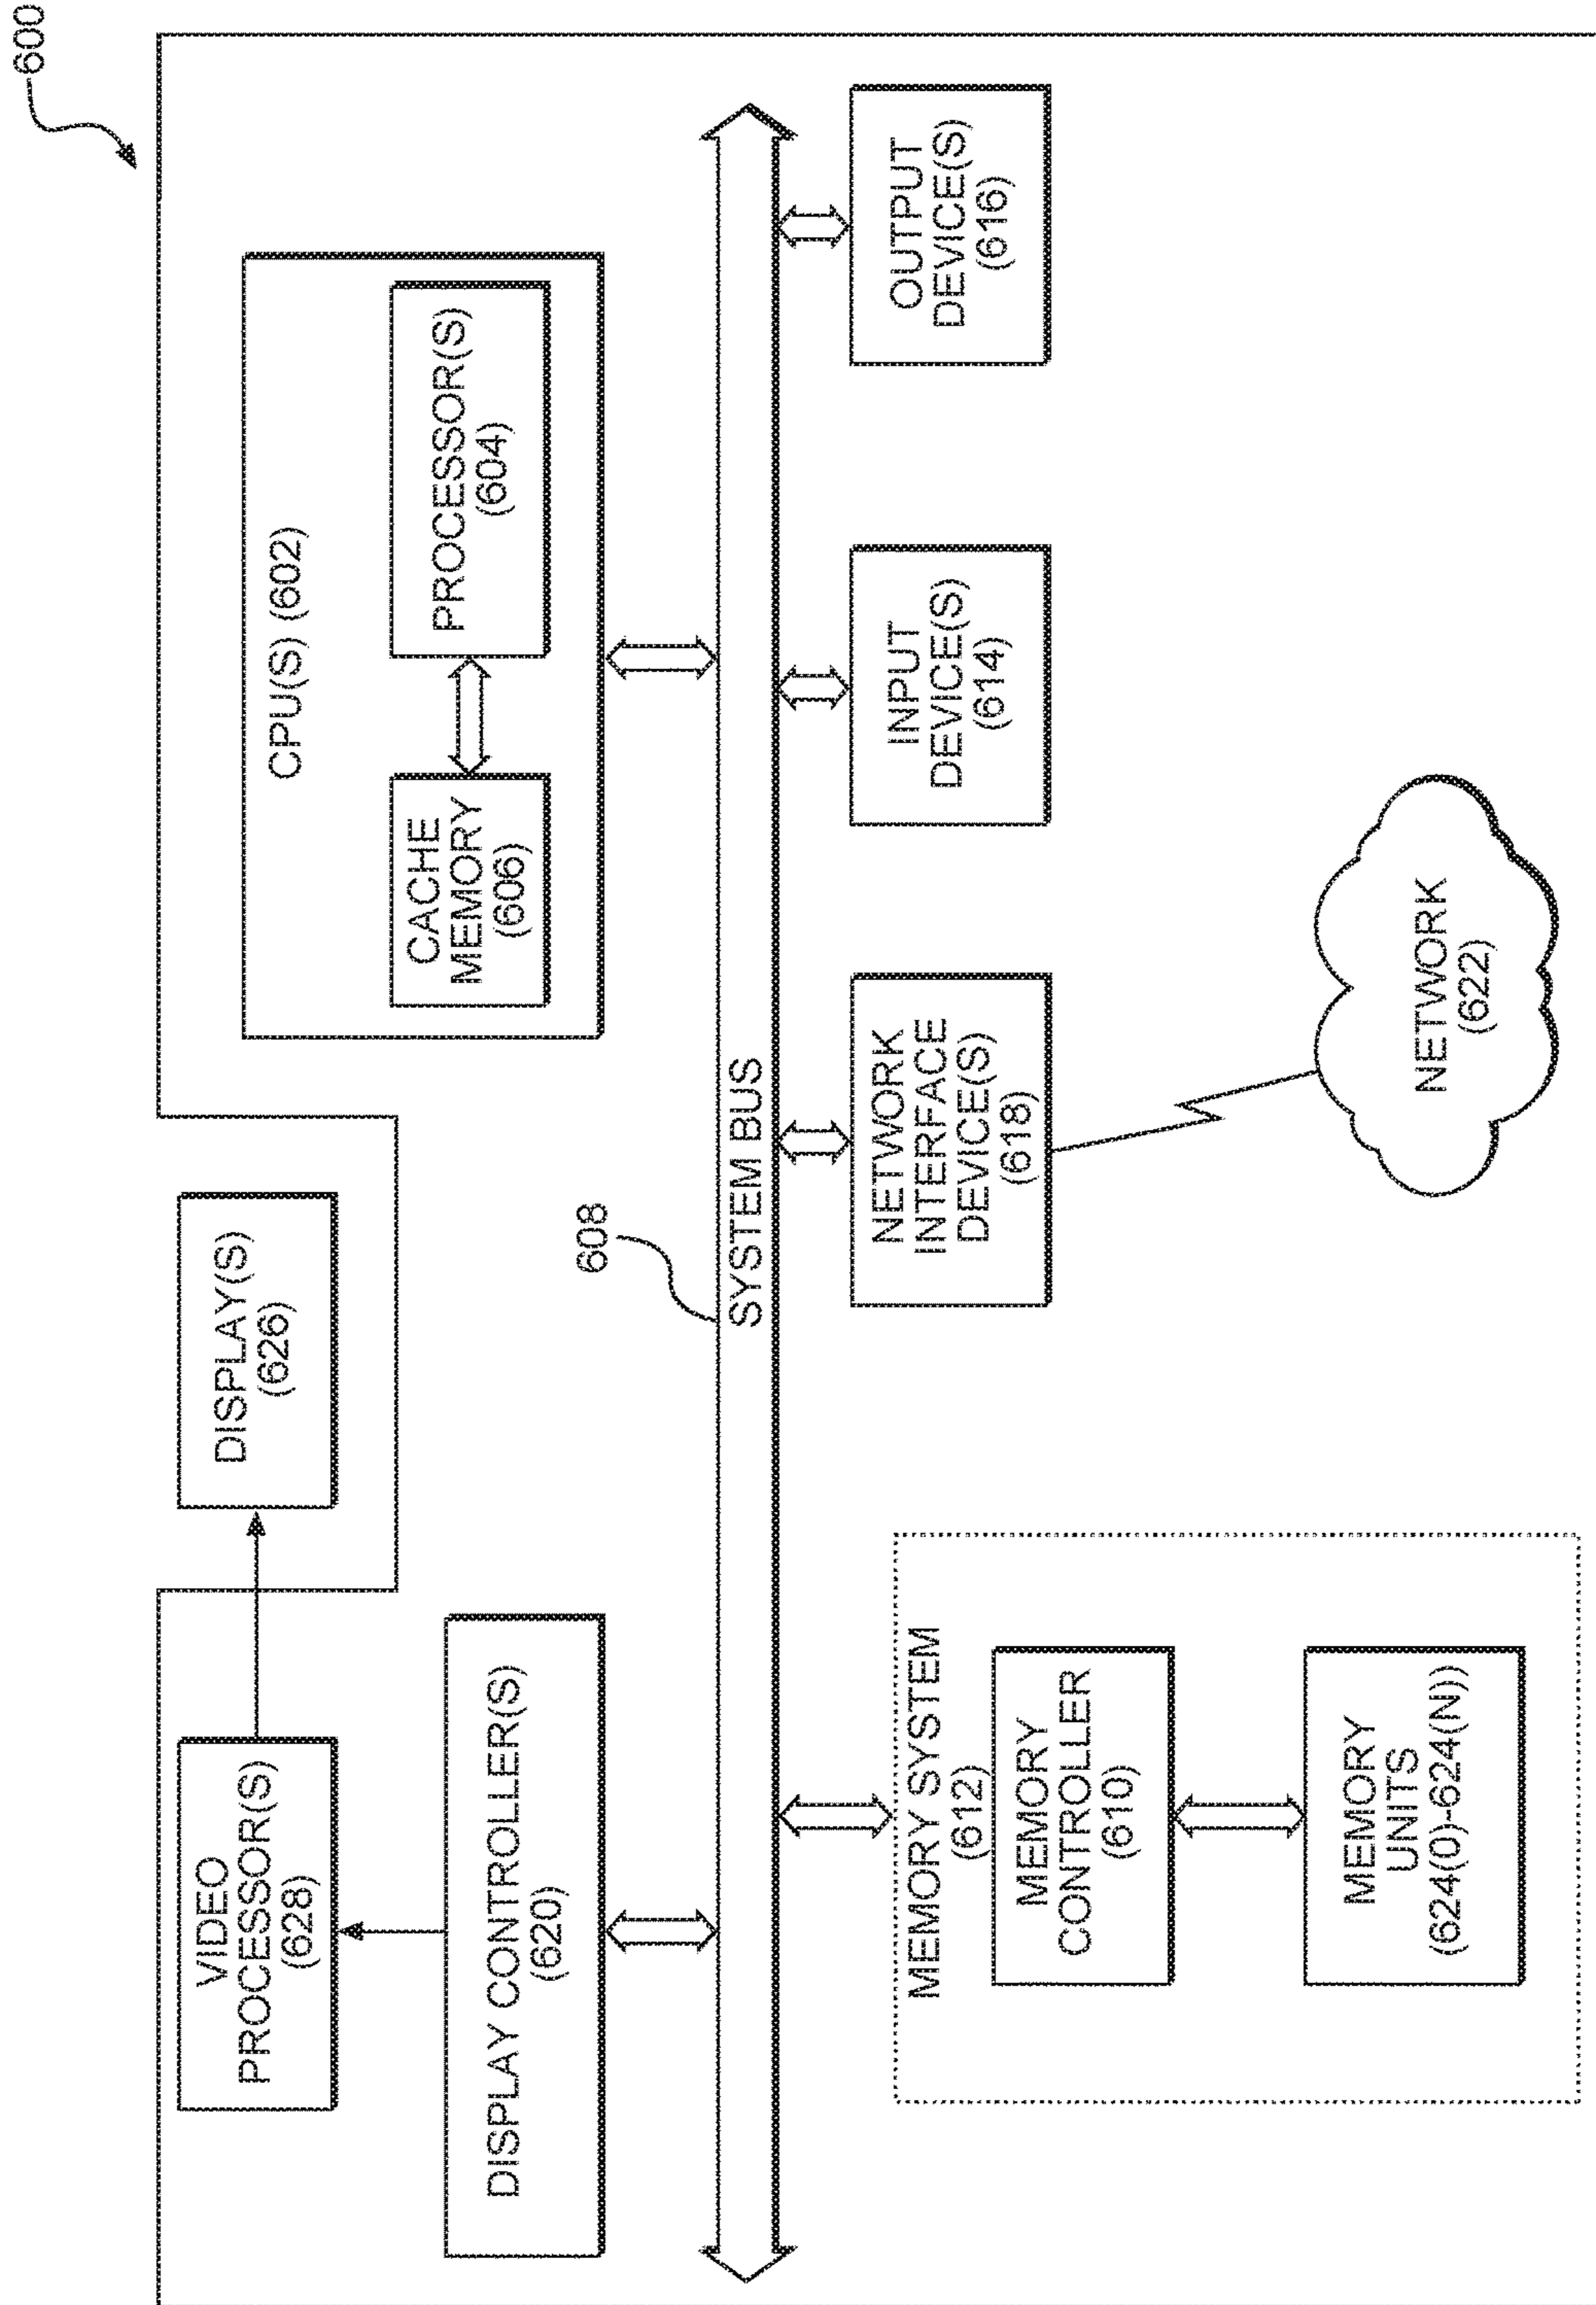 600
VIDEO
PROCESSOR(S)
(628)
DISPLAY(S)
(626)
DISPLAY CONTROLLER(S)
(620)
CPU(S) (602)
CACHE
MEMORY
(606)
PROCESSOR(S)
(604)
608
SYSTEM BUS
MEMORY SYSTEM
(612)
MEMORY
CONTROLLER
(610)
MEMORY
UNITS
(624(0)-624(N))
NETWORK
INTERFACE
DEVICE(S)
(618)
INPUT
DEVICE(S)
(614)
OUTPUT
DEVICE(S)
(616)
NETWORK
(622)